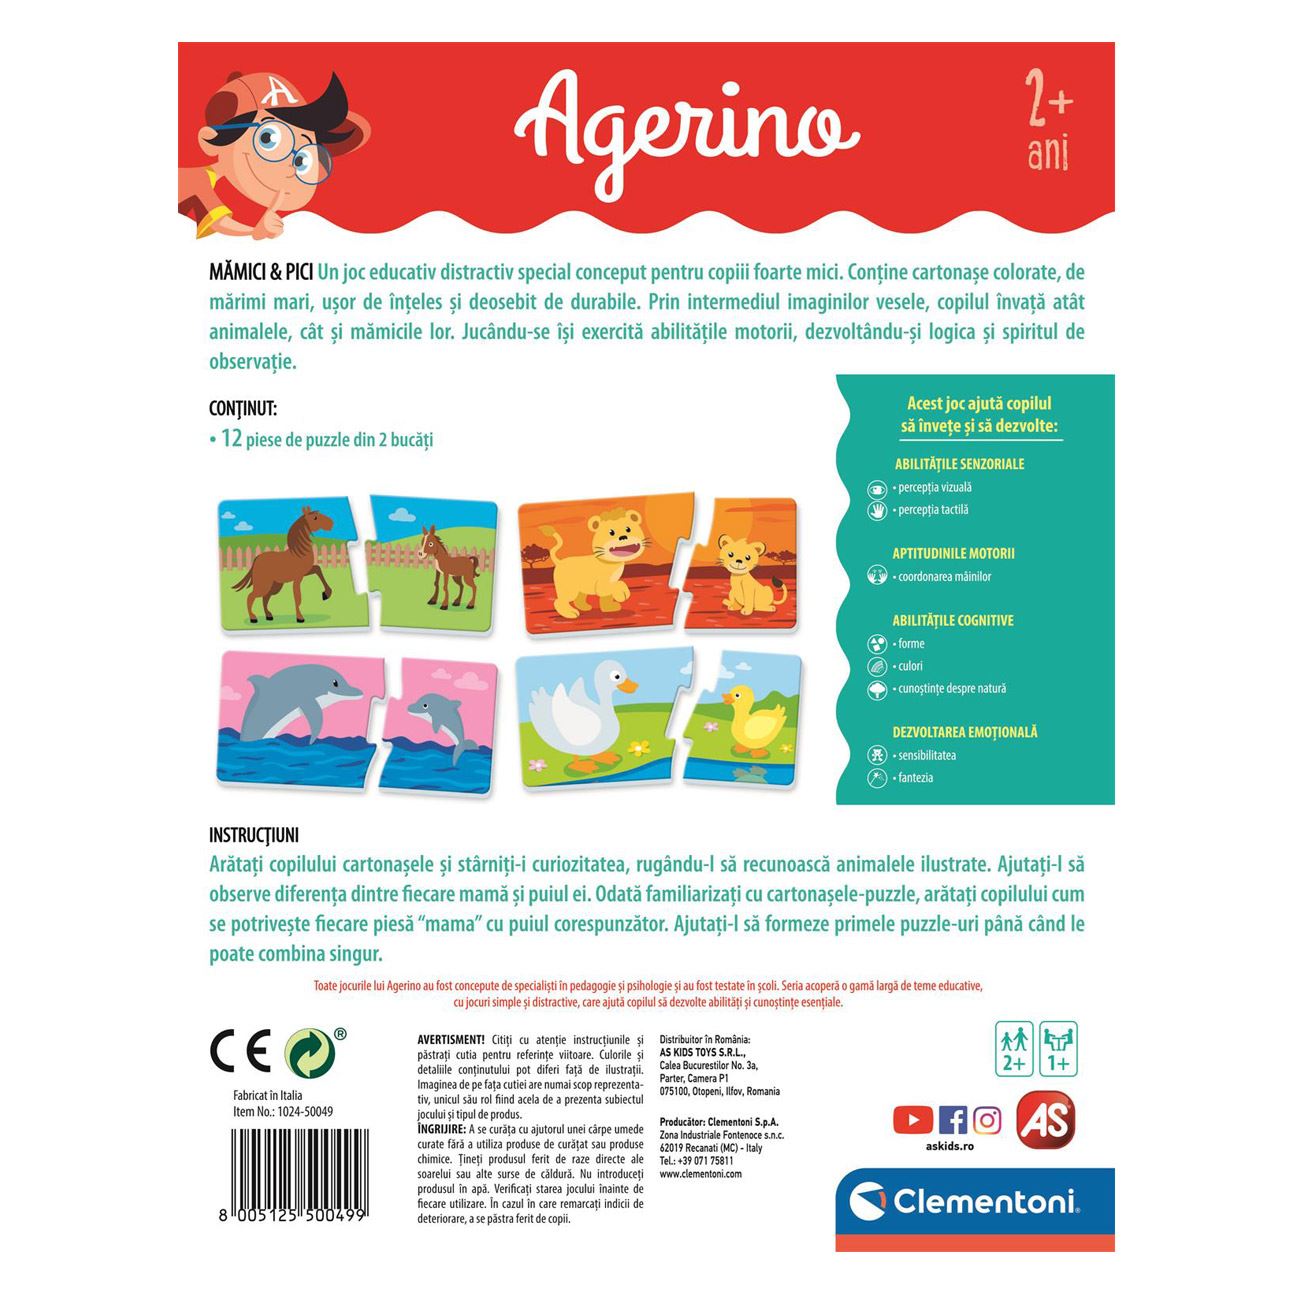 A
Agerino
2+
ani
MĂMICI & PICI Un joc educativ distractiv special conceput pentru copiii foarte mici. Conține cartonașe colorate, de
mărimi mari, ușor de înțeles și deosebit de durabile. Prin intermediul imaginilor vesele, copilul învață atât
animalele, cât și mămicile lor. Jucându-se își exercită abilitățile motorii, dezvoltându-și logica și spiritul de
observație.
CONŢINUT:
• 12 piese de puzzle din 2 bucăți
Acest joc ajută copilul
să învețe și să dezvolte:
ABILITĂȚILE SENZORIALE
• percepția vizuală
• percepția tactilă
APTITUDINILE MOTORII
• coordonarea mâinilor
ABILITĂȚILE COGNITIVE
• forme
• culori
• cunoștințe despre natură
DEZVOLTAREA EMOȚIONALĂ
• sensibilitatea
• fantezia
INSTRUCŢIUNI
Arătați copilului cartonașele și stârniți-i curiozitatea, rugându-l să recunoască animalele ilustrate. Ajutați-l să
observe diferența dintre fiecare mamă și puiul ei. Odată familiarizați cu cartonașele-puzzle, arătați copilului cum
se potrivește fiecare piesă “mama” cu puiul corespunzător. Ajutați-l să formeze primele puzzle-uri până când le
poate combina singur.
Toate jocurile lui Agerino au fost concepute de specialiști în pedagogie și psihologie și au fost testate în școli. Seria acoperă o gamă largă de teme educative,
cu jocuri simple și distractive, care ajută copilul să dezvolte abilități și cunoștințe esențiale.
CE
®
Fabricat în Italia
Item No.: 1024-50049
8 005125 500499
AVERTISMENT! Citiți cu atenție instrucțiunile și
păstrați cutia pentru referințe viitoare. Culorile și
detaliile conținutului pot diferi față de ilustrații.
Imaginea de pe fața cutiei are numai scop reprezenta-
tiv, unicul său rol fiind acela de a prezenta subiectul
jocului și tipul de produs.
ÎNGRIJIRE: A se curăța cu ajutorul unei cârpe umede
curate fără a utiliza produse de curățat sau produse
chimice. Țineți produsul ferit de raze directe ale
soarelui sau alte surse de căldură. Nu introduceți
produsul în apă. Verificați starea jocului înainte de
fiecare utilizare. În cazul în care remarcați indicii de
deteriorare, a se păstra ferit de copii.
Distribuitor în România:
AS KIDS TOYS S.R.L.,
Calea Bucurestilor No. 3a,
Parter, Camera P1
075100, Otopeni, Ilfov, Romania
Producător: Clementoni S.p.A.
Zona Industriale Fontenoce s.n.c.
62019 Recanati (MC) - Italy
Tel.: +39 071 75811
www.clementoni.com
2+
1+
AS
askids.ro
Clementoni®